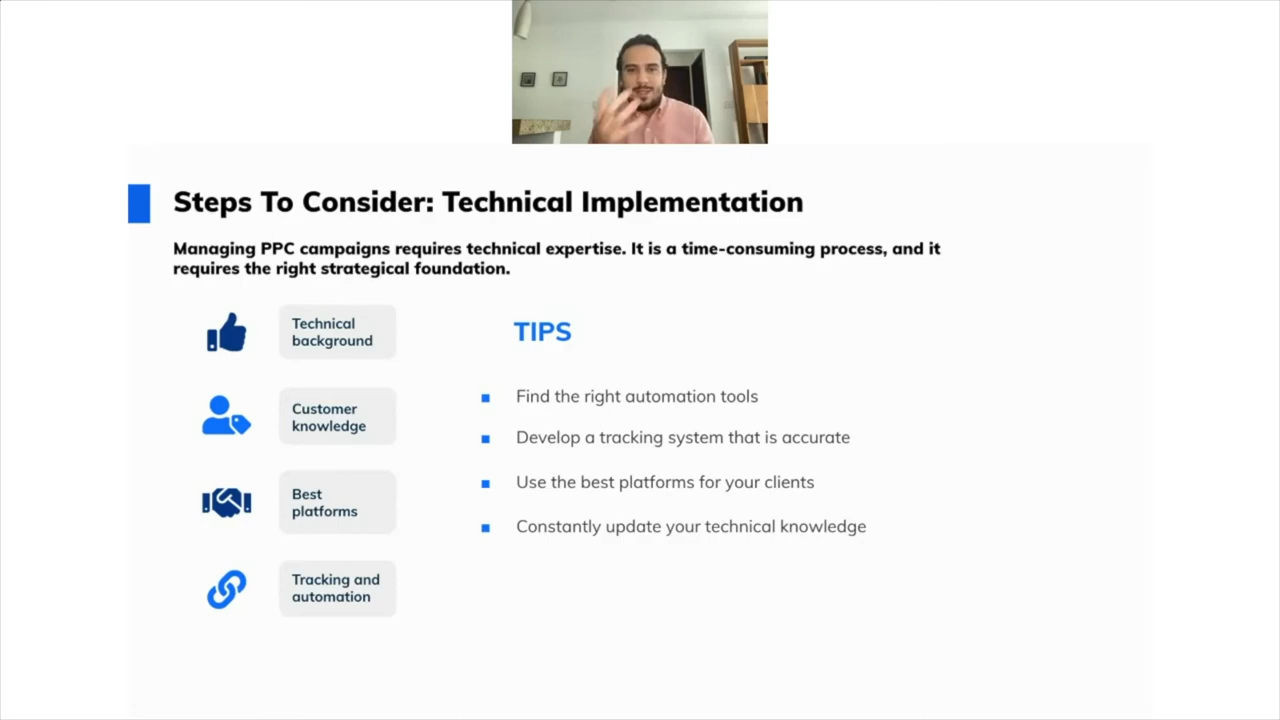 Steps To Consider: Technical Implementation
Managing PPC campaigns requires technical expertise. It is a time-consuming process, and it
requires the right strategical foundation.
Technical
background
Customer
knowledge
Best
platforms
Tracking and
automation
TIPS
Find the right automation tools
Develop a tracking system that is accurate
Use the best platforms for your clients
Constantly update your technical knowledge